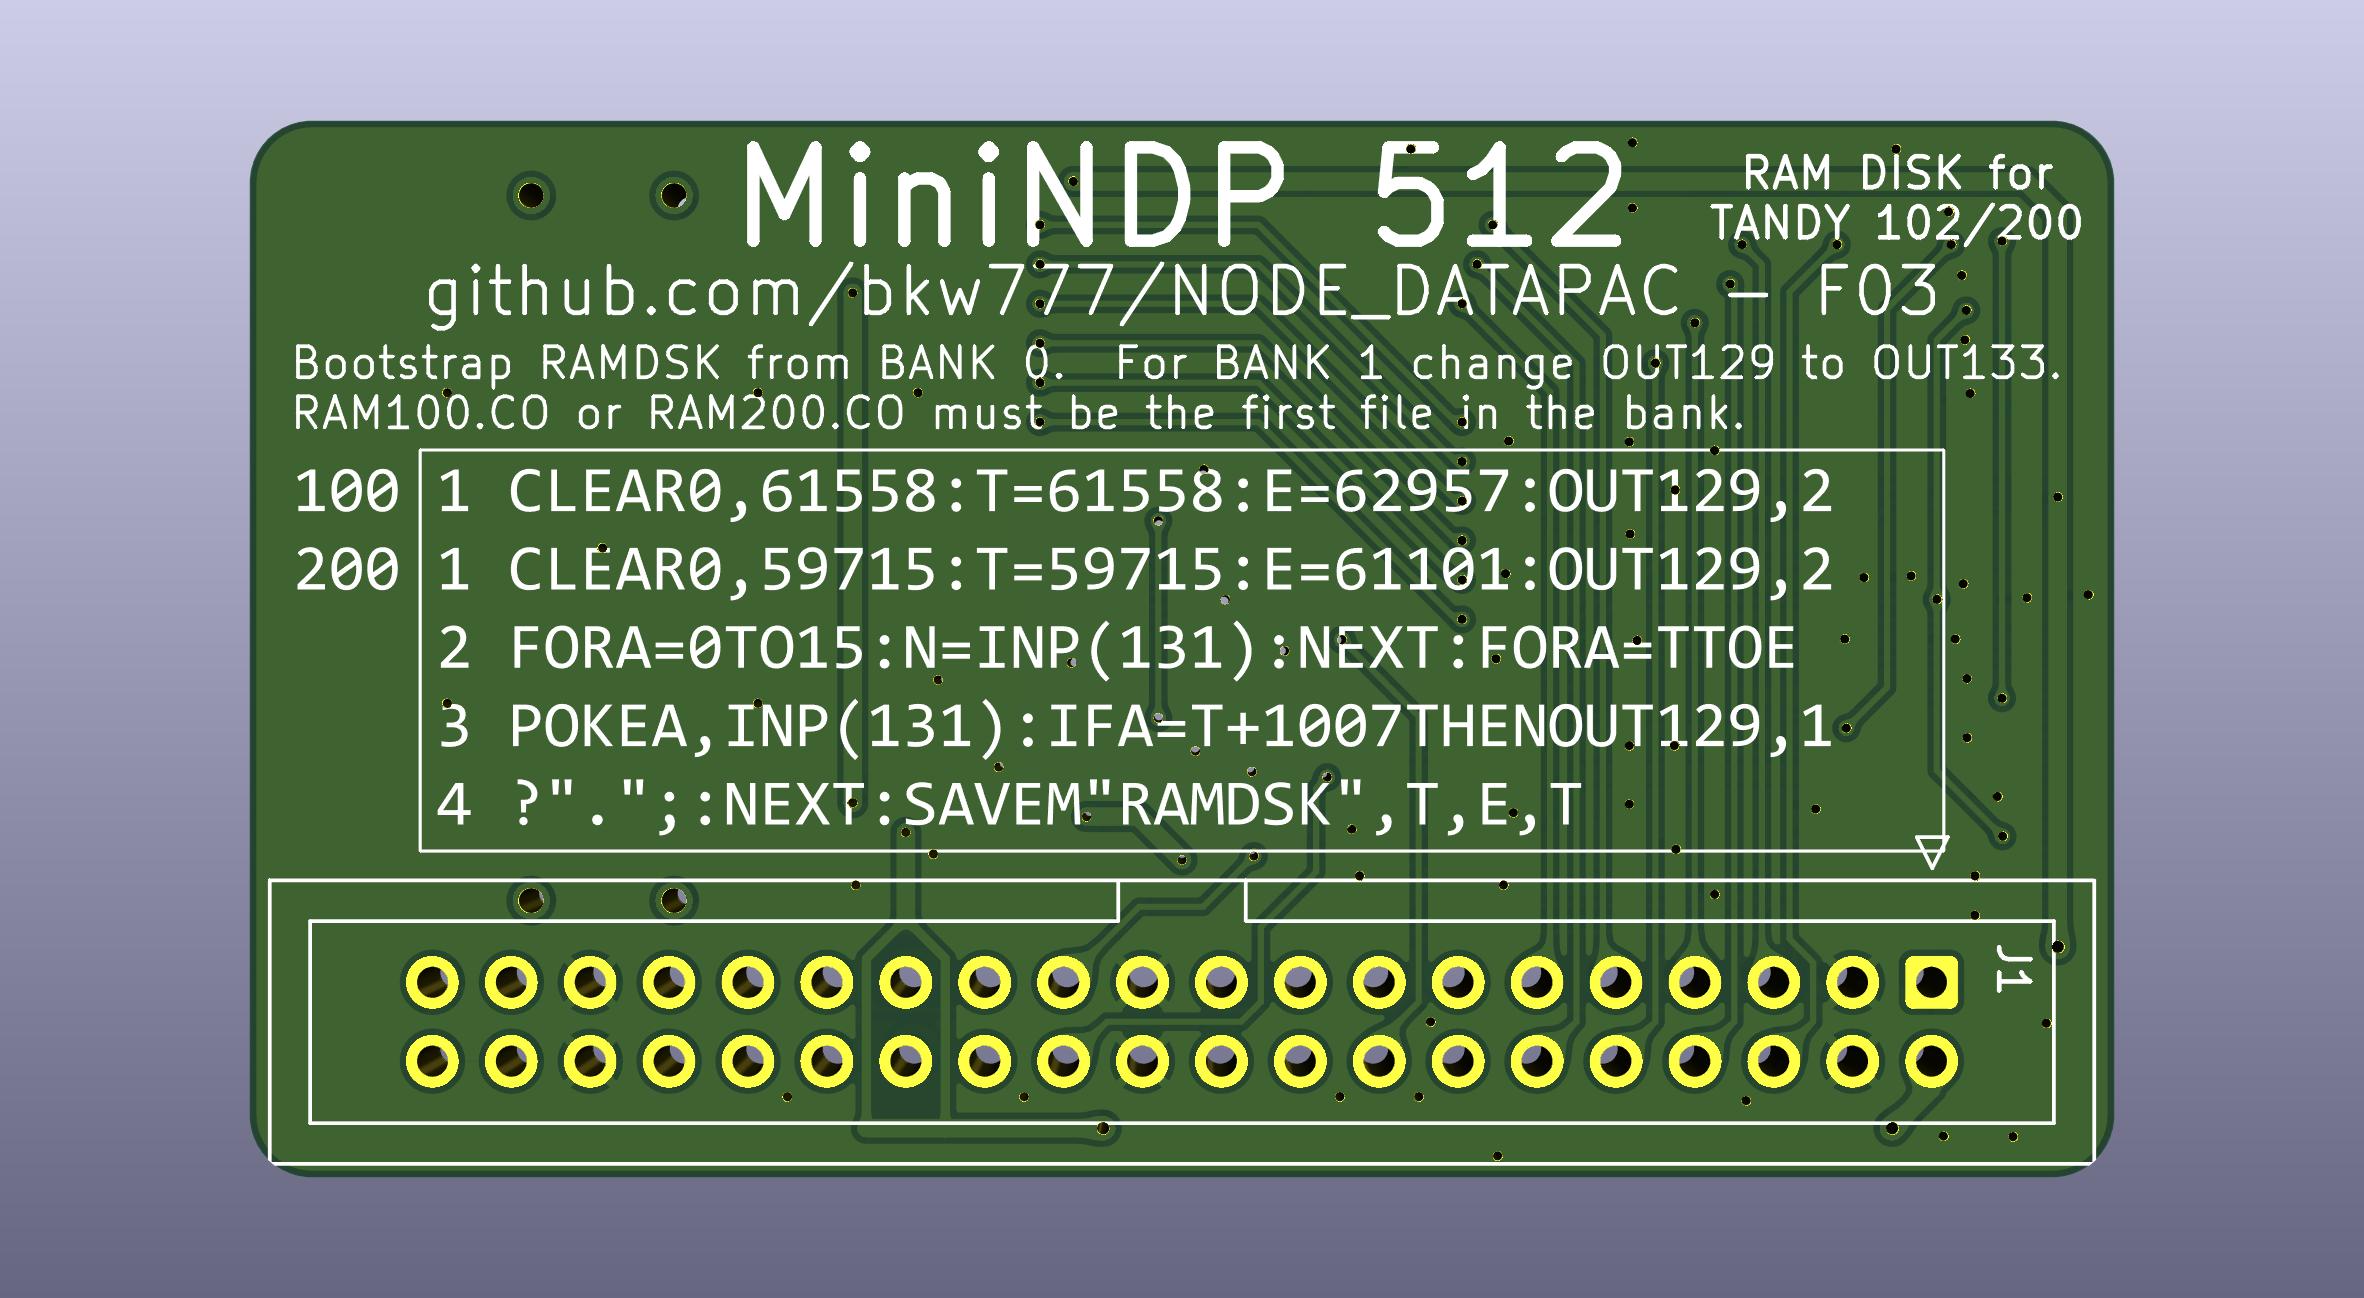 MiniNDP 512
RAM DISK for
TANDY 102/200
github.com/bkw777/NODE_DATAPAC – F03
Bootstrap RAMDSK from BANK 0.  For BANK 1 change OUT129 to OUT133.
RAM100.CO or RAM200.CO must be the first file in the bank.
100 1 CLEAR0,61558:T=61558:E=62957:OUT129,2
200 1 CLEAR0,59715:T=59715:E=61101:OUT129,2
2 FORA=0TO15:N=INP(131):NEXT:FORA=TTOE
3 POKEA,INP(131):IFA=T+1007THENOUT129,1
4 ?".";:NEXT:SAVEM"RAMDSK",T,E,T
J1